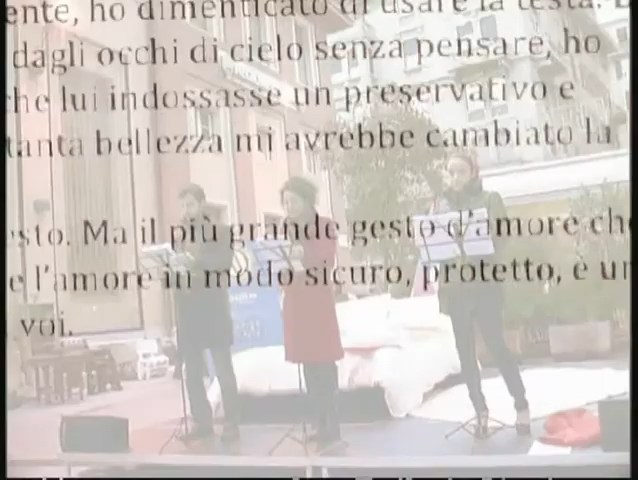 ente, ho dimenticato di usare la testa.
dagli occhi di cielo senza pensare, ho
che lui indossasse un preservativo e
tanta bellezza mi avrebbe cambiato la
sto. Ma il più grande gesto d'amore che
e l'amore in modo sicuro, protetto, è un
voi.